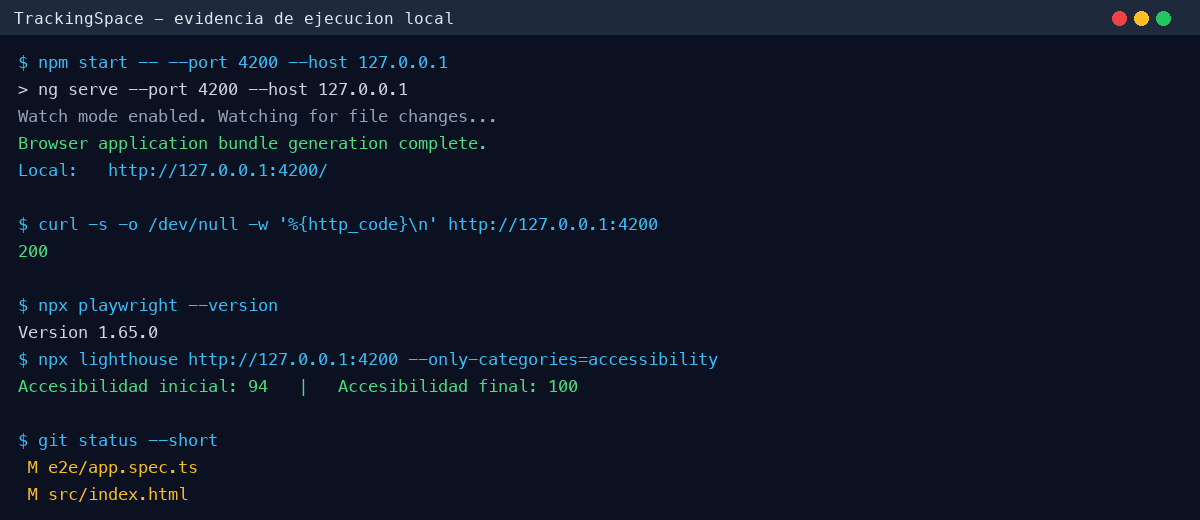 TrackingSpace — evidencia de ejecucion local
$ npm start -- --port 4200 --host 127.0.0.1
> ng serve --port 4200 --host 127.0.0.1
Watch mode enabled. Watching for file changes...
Browser application bundle generation complete.
Local:   http://127.0.0.1:4200/
$ curl -s -o /dev/null -w '%{http_code}\n' http://127.0.0.1:4200
200
$ npx playwright --version
Version 1.65.0
$ npx lighthouse http://127.0.0.1:4200 --only-categories=accessibility
Accesibilidad inicial: 94   |   Accesibilidad final: 100
$ git status --short
 M e2e/app.spec.ts
 M src/index.html